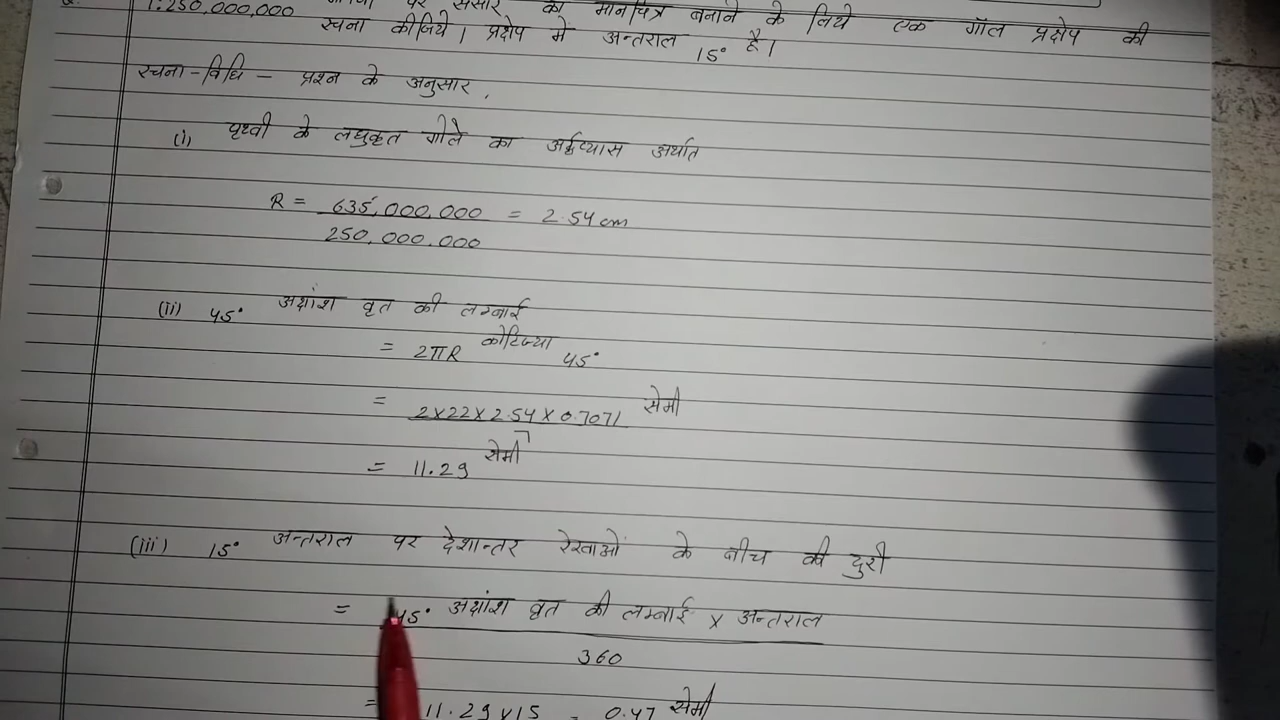 1:250,000,000 मापनी पर संसार का मानचित्र बनाने के लिये एक गॉल प्रक्षेप की
रचना कीजिये। प्रक्षेप में अन्तराल 15° है।
रचना-विधि - प्रश्न के अनुसार,
(i) पृथ्वी के लघुकृत गोले का अर्द्धव्यास अर्थात
R = 635,000,000 = 2.54 cm
250,000,000
(ii) 45° अक्षांश वृत की लम्बाई
= 2πR कोटिज्या 45°
= 2×22×2.54×0.7071 सेमी
7
= 11.29 सेमी
(iii) 15° अन्तराल पर देशान्तर रेखाओं के बीच की दुरी
= 45° अक्षांश वृत की लम्बाई × अन्तराल
360
= 11.29×15 = 0.47 सेमी